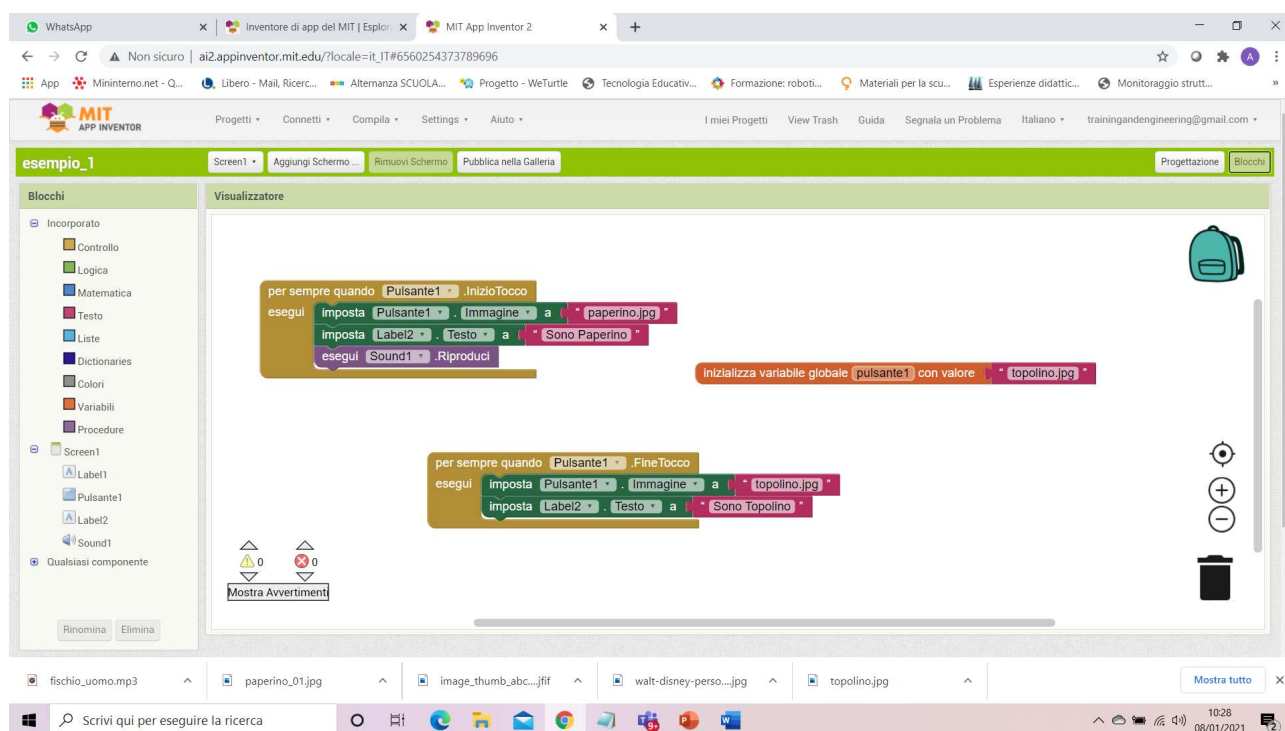 WhatsApp
Inventore di app del MIT | Esplor
MIT App Inventor 2
Non sicuro | ai2.appinventor.mit.edu/?locale=it_IT#6560254373789696
A
App
Mininterno.net - Q...
Libero - Mail, Ricerc...
Alternanza SCUOLA...
Progetto - WeTurtle
Tecnologia Educativ...
Formazione: roboti...
Materiali per la scu...
Esperienze didattic...
Monitoraggio strutt...
»
MIT
APP INVENTOR
Progetti Connetti Compila Settings Aiuto
I miei Progetti View Trash Guida Segnala un Problema Italiano trainingandengineering@gmail.com
esempio_1
Screen1 Aggiungi Schermo ... Rimuovi Schermo Pubblica nella Galleria
Progettazione Blocchi
Blocchi
Visualizzatore
Incorporato
Controllo
Logica
Matematica
Testo
Liste
Dictionaries
Colori
Variabili
Procedure
Screen1
Label1
Pulsante1
Label2
Sound1
Qualsiasi componente
Rinomina Elimina
per sempre quando Pulsante1 .InizioTocco
esegui imposta Pulsante1 . Immagine a " paperino.jpg "
imposta Label2 . Testo a " Sono Paperino "
esegui Sound1 .Riproduci
inizializza variabile globale pulsante1 con valore " topolino.jpg "
per sempre quando Pulsante1 .FineTocco
esegui imposta Pulsante1 . Immagine a " topolino.jpg "
imposta Label2 . Testo a " Sono Topolino "
0 0
Mostra Avvertimenti
fischio_uomo.mp3
paperino_01.jpg
image_thumb_abc....jfif
walt-disney-perso....jpg
topolino.jpg
Mostra tutto
Scrivi qui per eseguire la ricerca
9+
10:28
08/01/2021
2